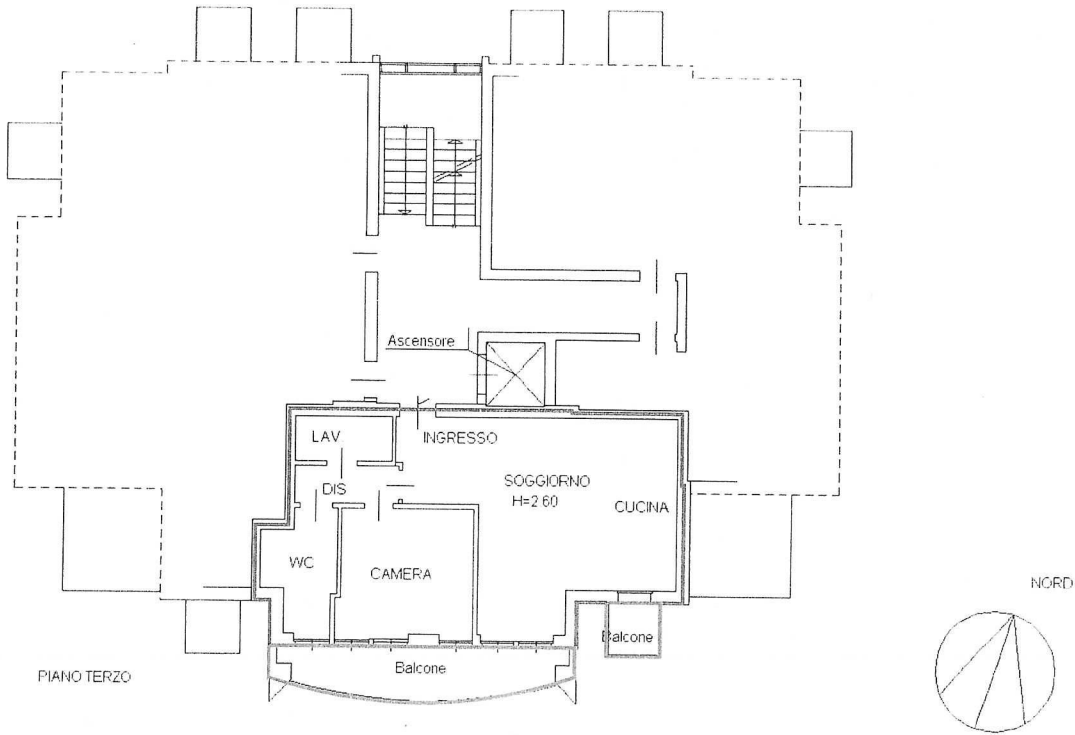 Ascensore
LAV
INGRESSO
SOGGIORNO
H=2.60
DIS
CUCINA
WC
CAMERA
NORD
Balcone
Balcone
PIANO TERZO